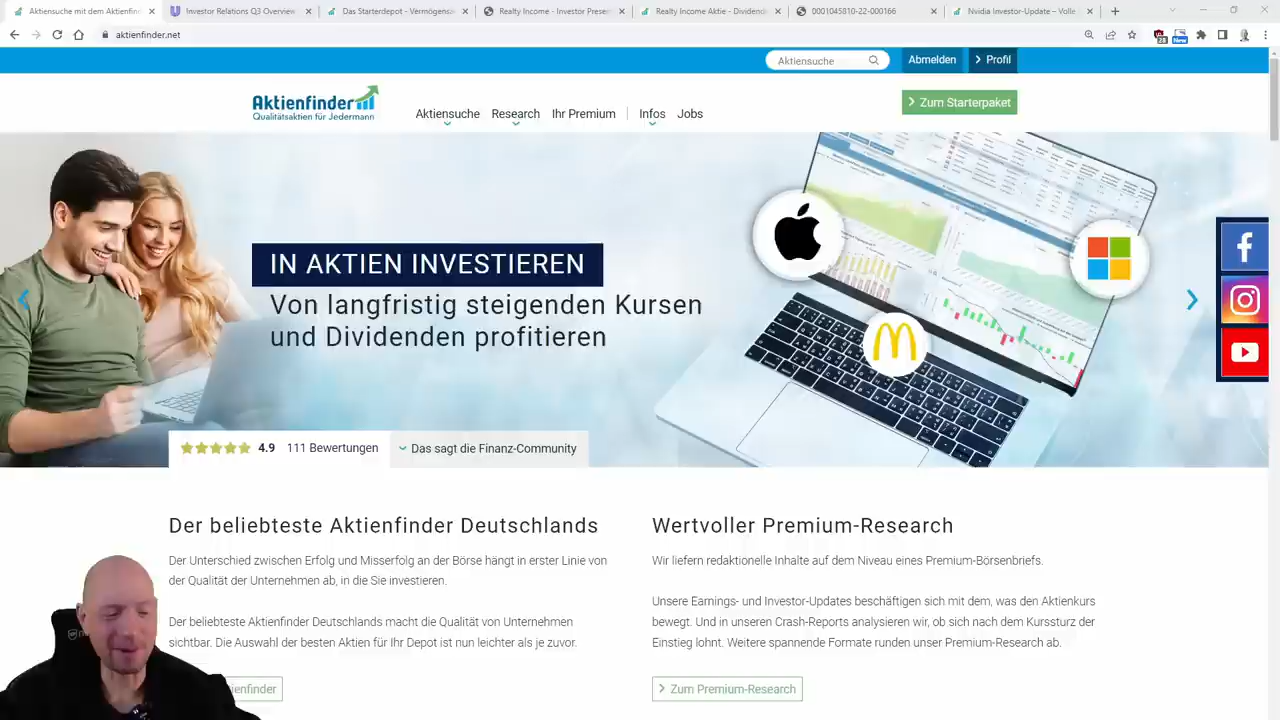 Aktiensuche mit dem Aktienfin
Investor Relations Q3 Overview
Das Starterdepot - Vermögens
Realty Income - Investor Preser
Realty Income Aktie - Dividend
0001045810-22-000166
Nvidia Investor-Update – Volle
aktienfinder.net
Aktiensuche
Abmelden
Profil
Aktienfinder
Qualitätsaktien für Jedermann
Aktiensuche Research Ihr Premium Infos Jobs
Zum Starterpaket
IN AKTIEN INVESTIEREN
Von langfristig steigenden Kursen
und Dividenden profitieren
4.9 111 Bewertungen
Das sagt die Finanz-Community
Der beliebteste Aktienfinder Deutschlands
Der Unterschied zwischen Erfolg und Misserfolg an der Börse hängt in erster Linie von
der Qualität der Unternehmen ab, in die Sie investieren.
Der beliebteste Aktienfinder Deutschlands macht die Qualität von Unternehmen
sichtbar. Die Auswahl der besten Aktien für Ihr Depot ist nun leichter als je zuvor.
ienfinder
Wertvoller Premium-Research
Wir liefern redaktionelle Inhalte auf dem Niveau eines Premium-Börsenbriefs.
Unsere Earnings- und Investor-Updates beschäftigen sich mit dem, was den Aktienkurs
bewegt. Und in unseren Crash-Reports analysieren wir, ob sich nach dem Kurssturz der
Einstieg lohnt. Weitere spannende Formate runden unser Premium-Research ab.
Zum Premium-Research